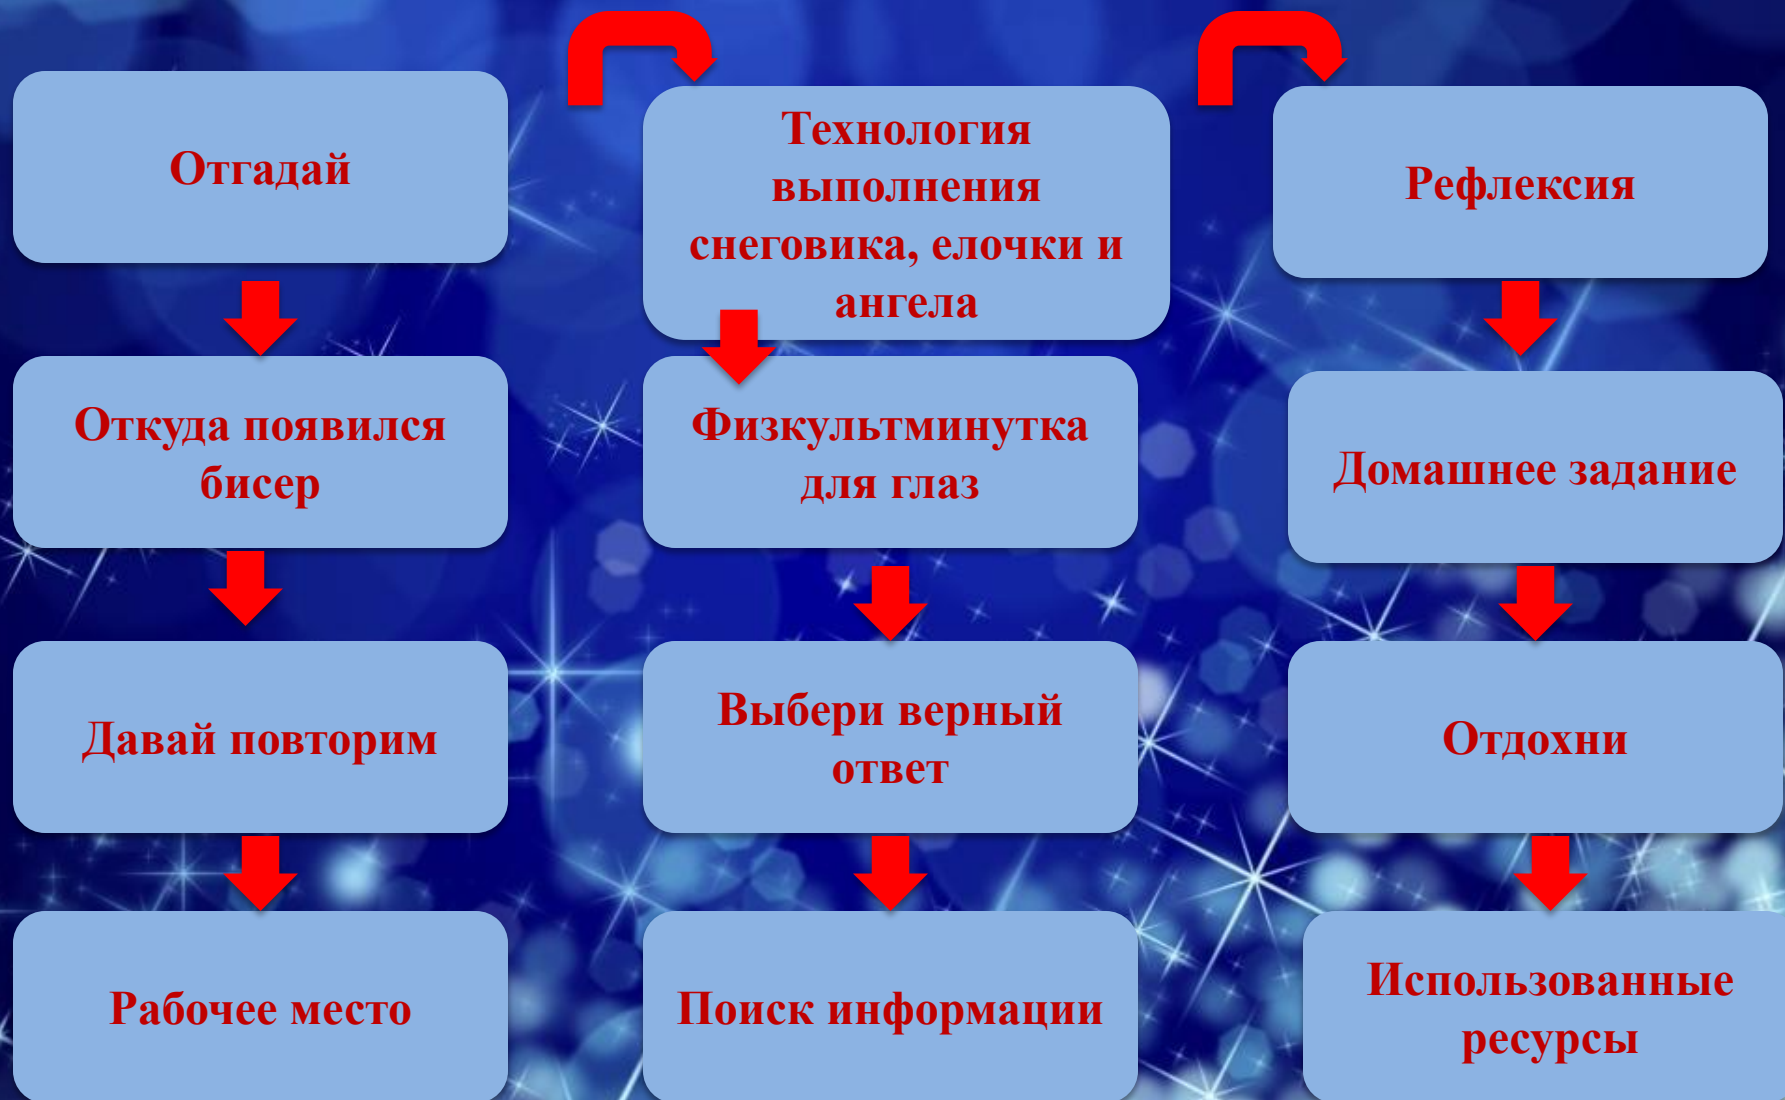 Отгадай
Откуда появился
бисер
Давай повторим
Рабочее место
Технология
выполнения
снеговика, елочки и
ангела
Физкультминутка
для глаз
Выбери верный
ответ
Поиск информации
Рефлексия
Домашнее задание
Отдохни
Использованные
ресурсы